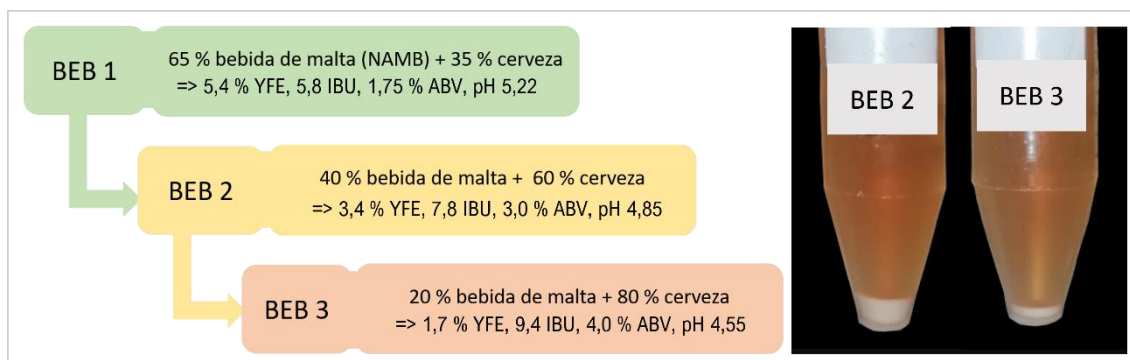 BEB 1
65 % bebida de malta (NAMB) + 35 % cerveza
=> 5,4 % YFE, 5,8 IBU, 1,75 % ABV, pH 5,22
BEB 2
40 % bebida de malta + 60 % cerveza
=> 3,4 % YFE, 7,8 IBU, 3,0 % ABV, pH 4,85
BEB 3
20 % bebida de malta + 80 % cerveza
=> 1,7 % YFE, 9,4 IBU, 4,0 % ABV, pH 4,55
BEB 2
BEB 3